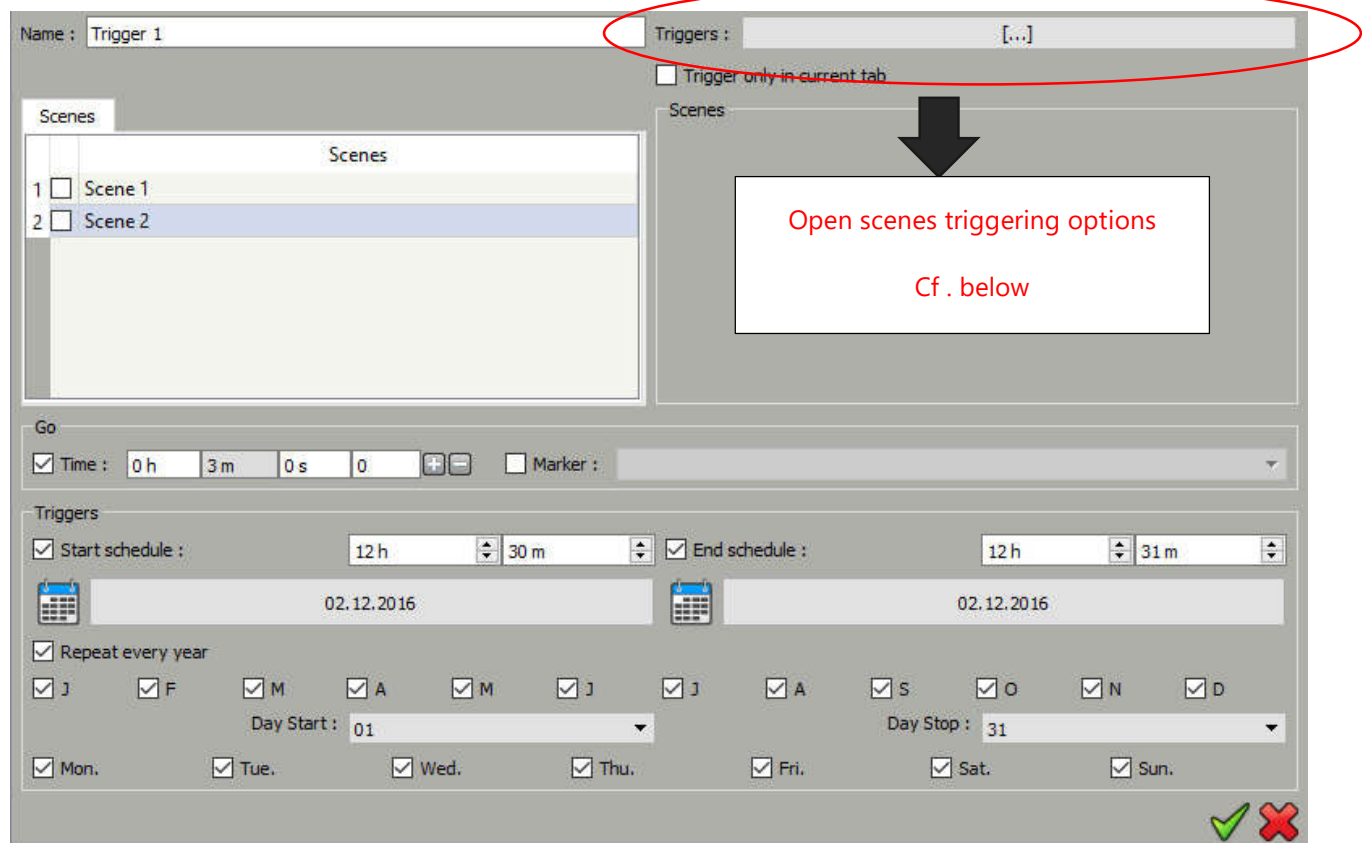 Name : Trigger 1 Triggers : [...]
Trigger only in current tab
Scenes Scenes
Scenes
1 Scene 1
2 Scene 2
Open scenes triggering options
Cf . below
Go
Time : 0 h 3 m 0 s 0 Marker :
Triggers
Start schedule : 12 h 30 m End schedule : 12 h 31 m
02.12.2016 02.12.2016
Repeat every year
J F M A M J J A S O N D
Day Start : 01 Day Stop : 31
Mon. Tue. Wed. Thu. Fri. Sat. Sun.